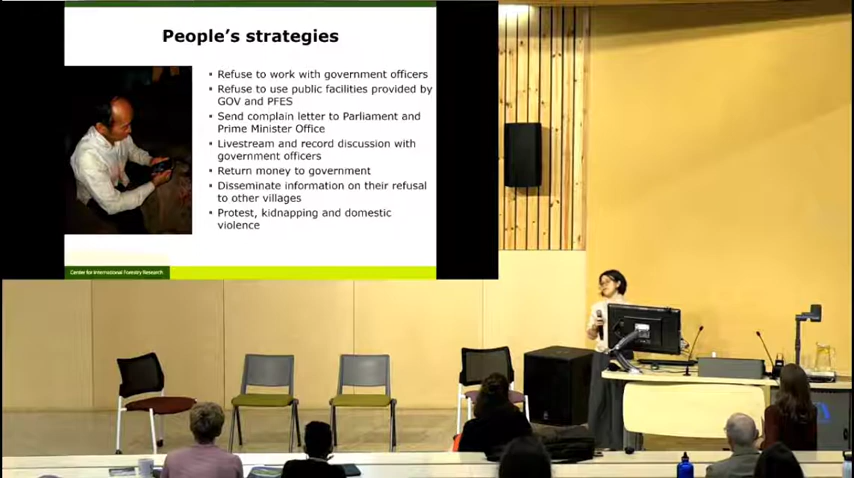 People's strategies
▪ Refuse to work with government officers
▪ Refuse to use public facilities provided by
GOV and PFES
▪ Send complain letter to Parliament and
Prime Minister Office
▪ Livestream and record discussion with
government officers
▪ Return money to government
▪ Disseminate information on their refusal
to other villages
▪ Protest, kidnapping and domestic
violence
Center for International Forestry Research